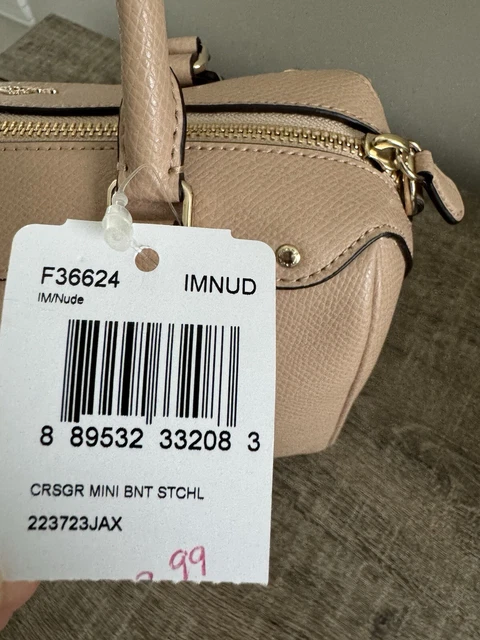 F36624 IMNUD
IM/Nude
8 89532 33208 3
CRSGR MINI BNT STCHL
223723JAX
99